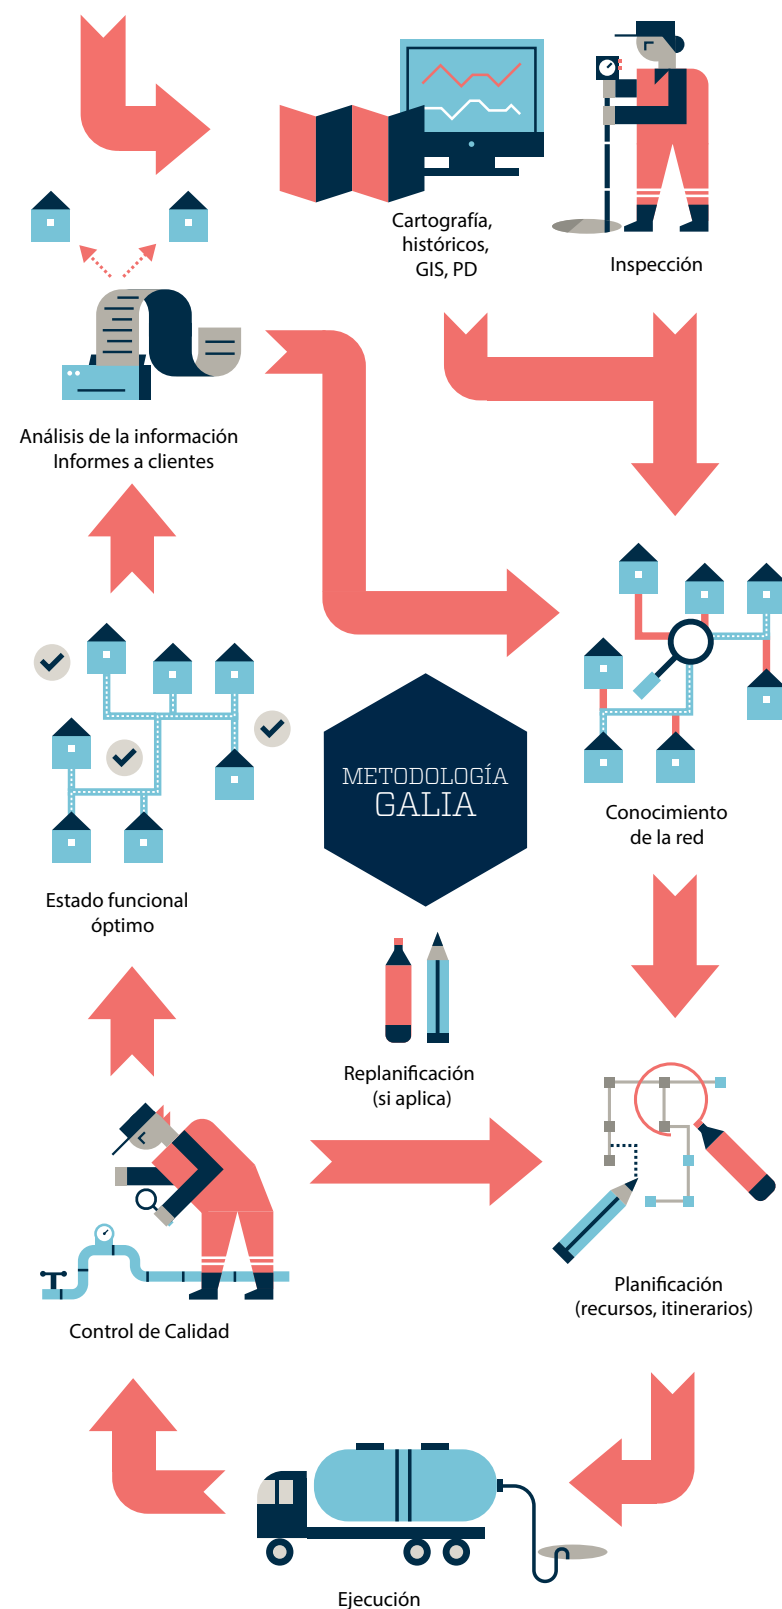 Cartografía,
históricos,
GIS, PD
Inspección
Análisis de la información
Informes a clientes
METODOLOGÍA
GALIA
Conocimiento
de la red
Estado funcional
óptimo
Replanificación
(si aplica)
Planificación
(recursos, itinerarios)
Control de Calidad
Ejecución